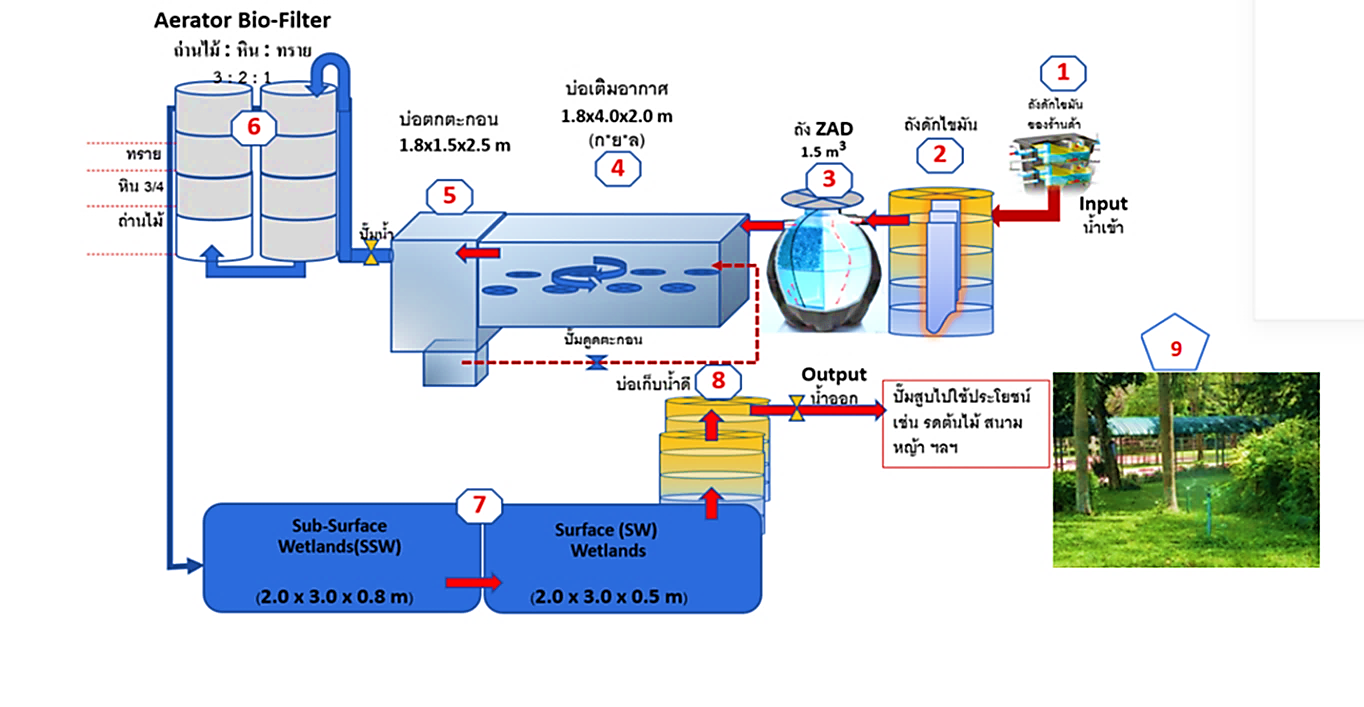 Aerator Bio-Filter
ถ่านไม้ : หิน : ทราย
3 : 2 : 1
6
ทราย
หิน 3/4
ถ่านไม้
ปั๊มน้ำ
บ่อตกตะกอน
1.8x1.5x2.5 m
5
บ่อเติมอากาศ
1.8x4.0x2.0 m
(ก*ย*ล)
4
ถัง ZAD
1.5 m³
3
ถังดักไขมัน
2
1
ถังดักไขมัน
ของร้านค้า
Input
น้ำเข้า
ปั๊มดูดตะกอน
บ่อเก็บน้ำดี
8
Output
น้ำออก
ปั๊มสูบไปใช้ประโยชน์
เช่น รดต้นไม้ สนาม
หญ้า ฯลฯ
9
7
Sub-Surface
Wetlands(SSW)
(2.0 x 3.0 x 0.8 m)
Surface (SW)
Wetlands
(2.0 x 3.0 x 0.5 m)